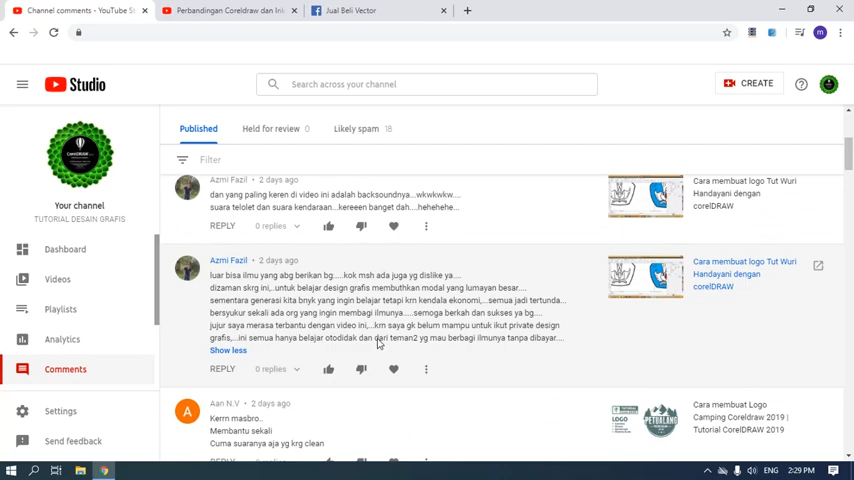 Channel comments - YouTube St
Perbandingan Coreldraw dan Ink
Jual Beli Vector
m
Studio
Search across your channel
CREATE
Your channel
TUTORIAL DESAIN GRAFIS
Dashboard
Videos
Playlists
Analytics
Comments
Settings
Send feedback
Published
Held for review 0
Likely spam 18
Filter
Azmi Fazil • 2 days ago
dan yang paling keren di video ini adalah backsoundnya...wkwkwkwk....
suara telolet dan suara kendaraan...kereeen banget dah....hehehehe...
REPLY 0 replies
Cara membuat logo Tut Wuri
Handayani dengan
corelDRAW
Azmi Fazil • 2 days ago
luar bisa ilmu yang abg berikan bg.....kok msh ada juga yg dislike ya....
dizaman skrg ini,..untuk belajar design grafis membuthkan modal yang lumayan besar....
sementara generasi kita bnyk yang ingin belajar tetapi krn kendala ekonomi,...semua jadi tertunda...
bersyukur sekali ada org yang ingin membagi ilmunya.....semoga berkah dan sukses ya bg....
jujur saya merasa terbantu dengan video ini,..krn saya gk belum mampu untuk ikut private design
grafis,...ini semua hanya belajar otodidak dan dari teman2 yg mau berbagi ilmunya tanpa dibayar....
Show less
REPLY 0 replies
Cara membuat logo Tut Wuri
Handayani dengan
corelDRAW
A
Aan N.V • 2 days ago
Kerrn masbro..
Membantu sekali
Cuma suaranya aja yg krg clean
REPLY 0 replies
LOGO
PETUALANG
Cara membuat Logo
Camping Coreldraw 2019 |
Tutorial CorelDRAW 2019
ENG
2:29 PM